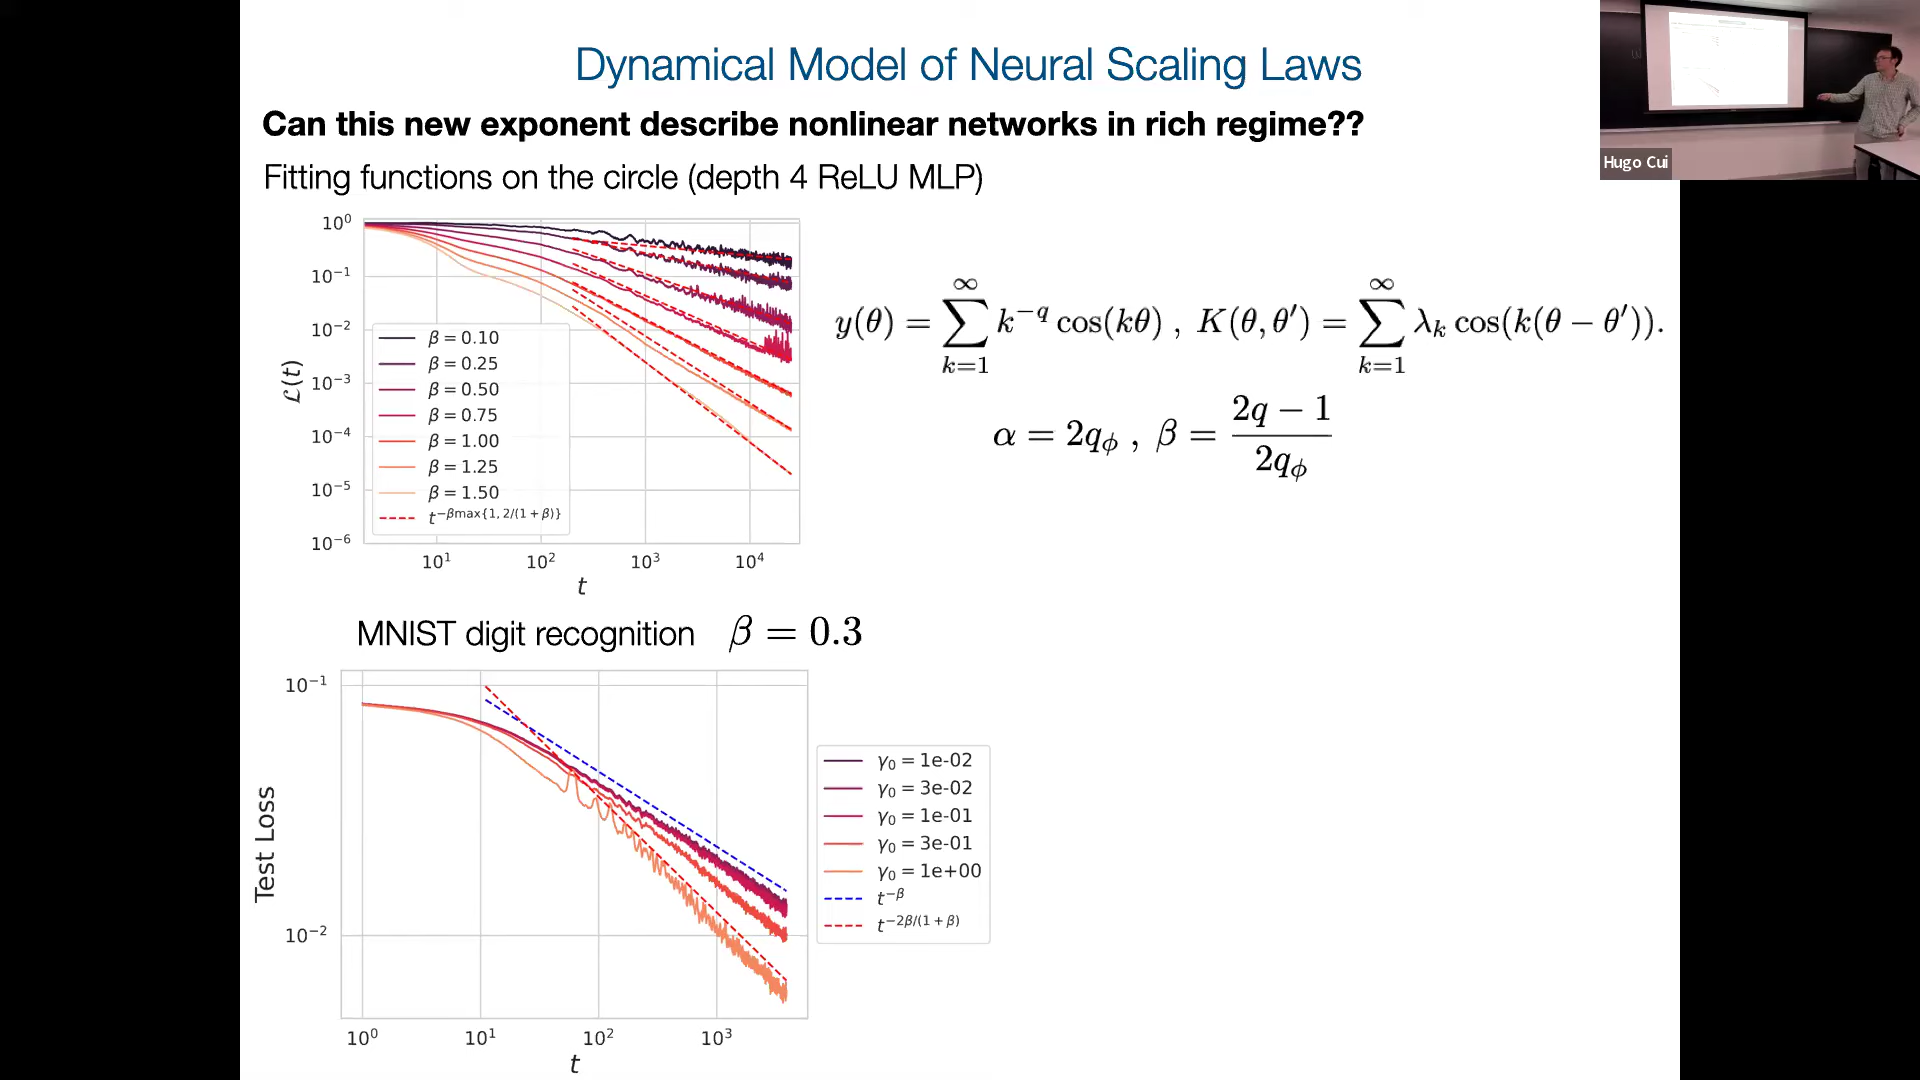 Dynamical Model of Neural Scaling Laws
Can this new exponent describe nonlinear networks in rich regime??
Fitting functions on the circle (depth 4 ReLU MLP)
Hugo Cui
10⁰
10⁻¹
10⁻²
10⁻³
10⁻⁴
10⁻⁵
10⁻⁶
ℒ(t)
β = 0.10
β = 0.25
β = 0.50
β = 0.75
β = 1.00
β = 1.25
β = 1.50
t^{-βmax{1, 2/(1+β)}}
10¹ 10² 10³ 10⁴
t
y(θ) = ∑_{k=1}^{∞} k^{-q} cos(kθ) , K(θ, θ′) = ∑_{k=1}^{∞} λ_k cos(k(θ − θ′)).
α = 2q_ϕ , β = \frac{2q − 1}{2q_ϕ}
MNIST digit recognition β = 0.3
10⁻¹
10⁻²
Test Loss
γ₀ = 1e-02
γ₀ = 3e-02
γ₀ = 1e-01
γ₀ = 3e-01
γ₀ = 1e+00
t^{-β}
t^{-2β/(1+β)}
10⁰ 10¹ 10² 10³
t